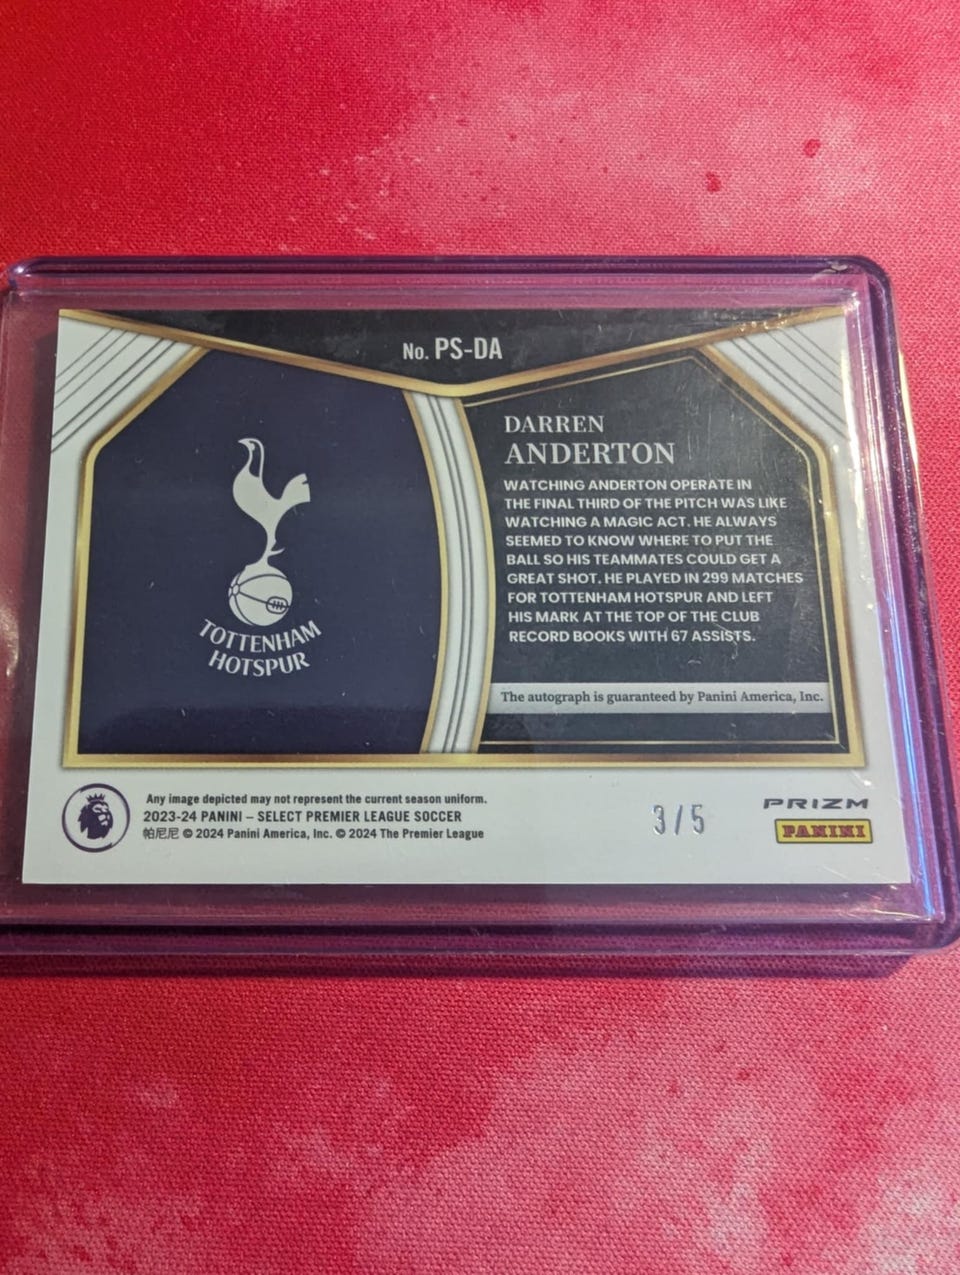 No. PS-DA
DARREN
ANDERTON
WATCHING ANDERTON OPERATE IN
THE FINAL THIRD OF THE PITCH WAS LIKE
WATCHING A MAGIC ACT. HE ALWAYS
SEEMED TO KNOW WHERE TO PUT THE
BALL SO HIS TEAMMATES COULD GET A
GREAT SHOT. HE PLAYED IN 299 MATCHES
FOR TOTTENHAM HOTSPUR AND LEFT
HIS MARK AT THE TOP OF THE CLUB
RECORD BOOKS WITH 67 ASSISTS.
TOTTENHAM
HOTSPUR
The autograph is guaranteed by Panini America, Inc.
Any image depicted may not represent the current season uniform.
2023-24 PANINI – SELECT PREMIER LEAGUE SOCCER
帕尼尼 © 2024 Panini America, Inc. © 2024 The Premier League
3/5
PRIZM
PANINI